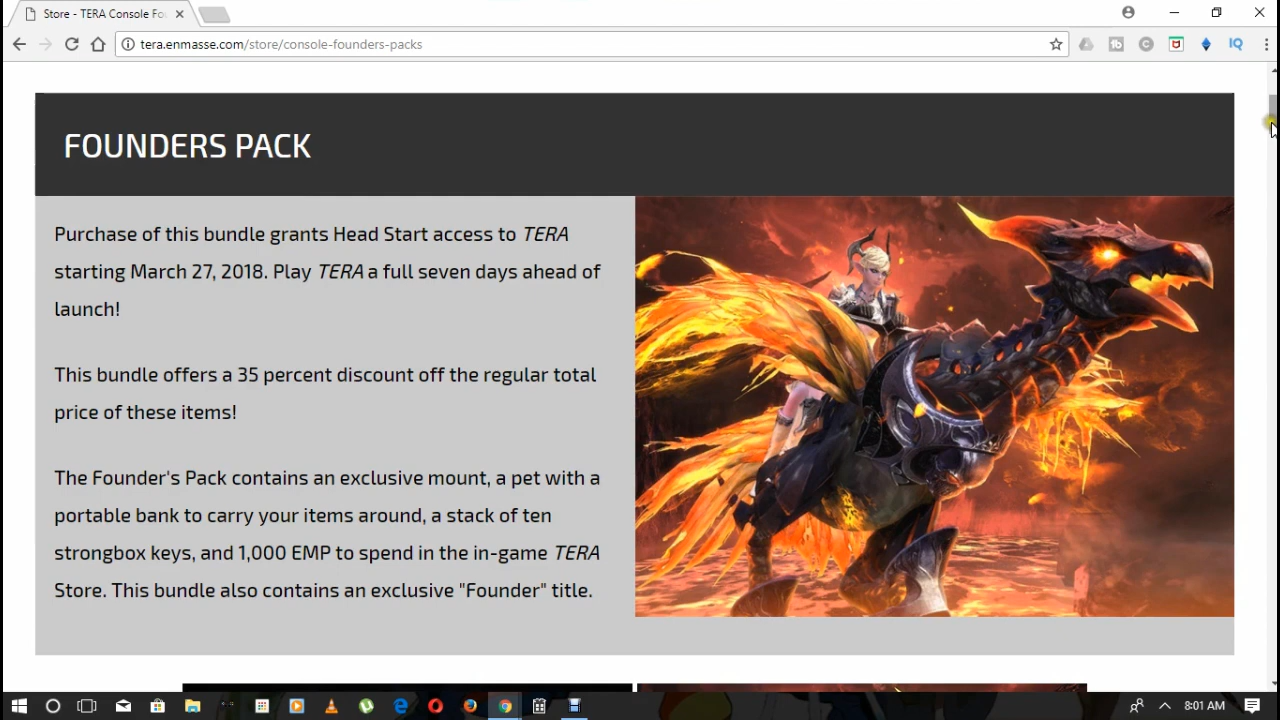 Store - TERA Console Fo
tera.enmasse.com/store/console-founders-packs
IQ
FOUNDERS PACK
Purchase of this bundle grants Head Start access to TERA
starting March 27, 2018. Play TERA a full seven days ahead of
launch!
This bundle offers a 35 percent discount off the regular total
price of these items!
The Founder's Pack contains an exclusive mount, a pet with a
portable bank to carry your items around, a stack of ten
strongbox keys, and 1,000 EMP to spend in the in-game TERA
Store. This bundle also contains an exclusive "Founder" title.
8:01 AM